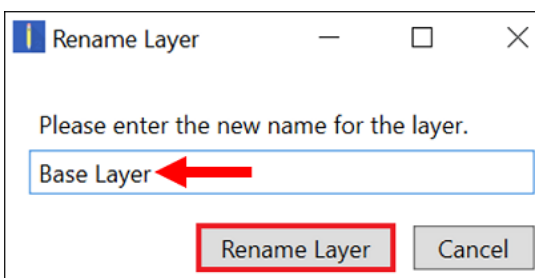 Rename Layer
Please enter the new name for the layer.
Base Layer
Rename Layer Cancel